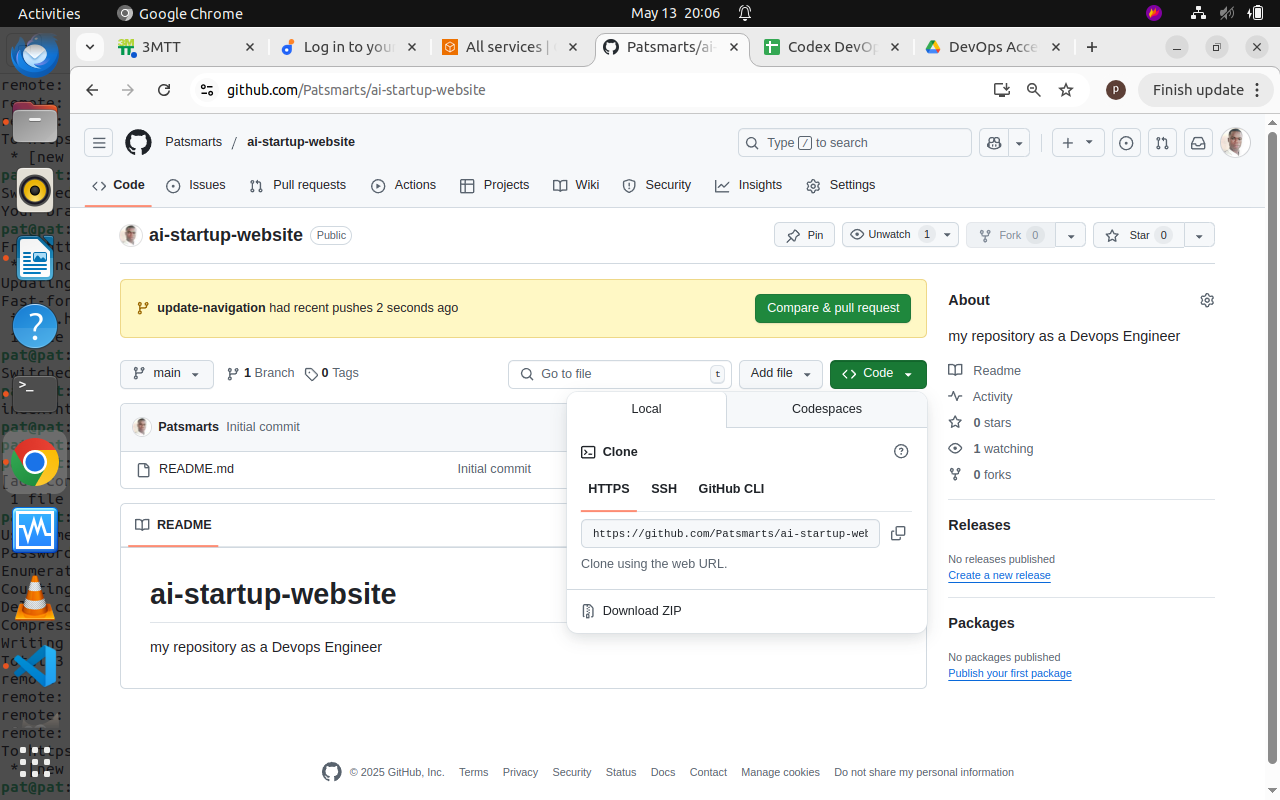 Activities Google Chrome May 13 20:06
3MTT Log in to your All services | Patsmarts/ai- Codex DevOp DevOps Acce
github.com/Patsmarts/ai-startup-website p Finish update
Patsmarts / ai-startup-website Type / to search
Code Issues Pull requests Actions Projects Wiki Security Insights Settings
ai-startup-website Public Pin Unwatch 1 Fork 0 Star 0
update-navigation had recent pushes 2 seconds ago Compare & pull request
main 1 Branch 0 Tags Go to file t Add file Code
Patsmarts Initial commit
README.md Initial commit
README
ai-startup-website
my repository as a Devops Engineer
Local Codespaces
Clone
HTTPS SSH GitHub CLI
https://github.com/Patsmarts/ai-startup-web
Clone using the web URL.
Download ZIP
About
my repository as a Devops Engineer
Readme
Activity
0 stars
1 watching
0 forks
Releases
No releases published
Create a new release
Packages
No packages published
Publish your first package
© 2025 GitHub, Inc. Terms Privacy Security Status Docs Contact Manage cookies Do not share my personal information